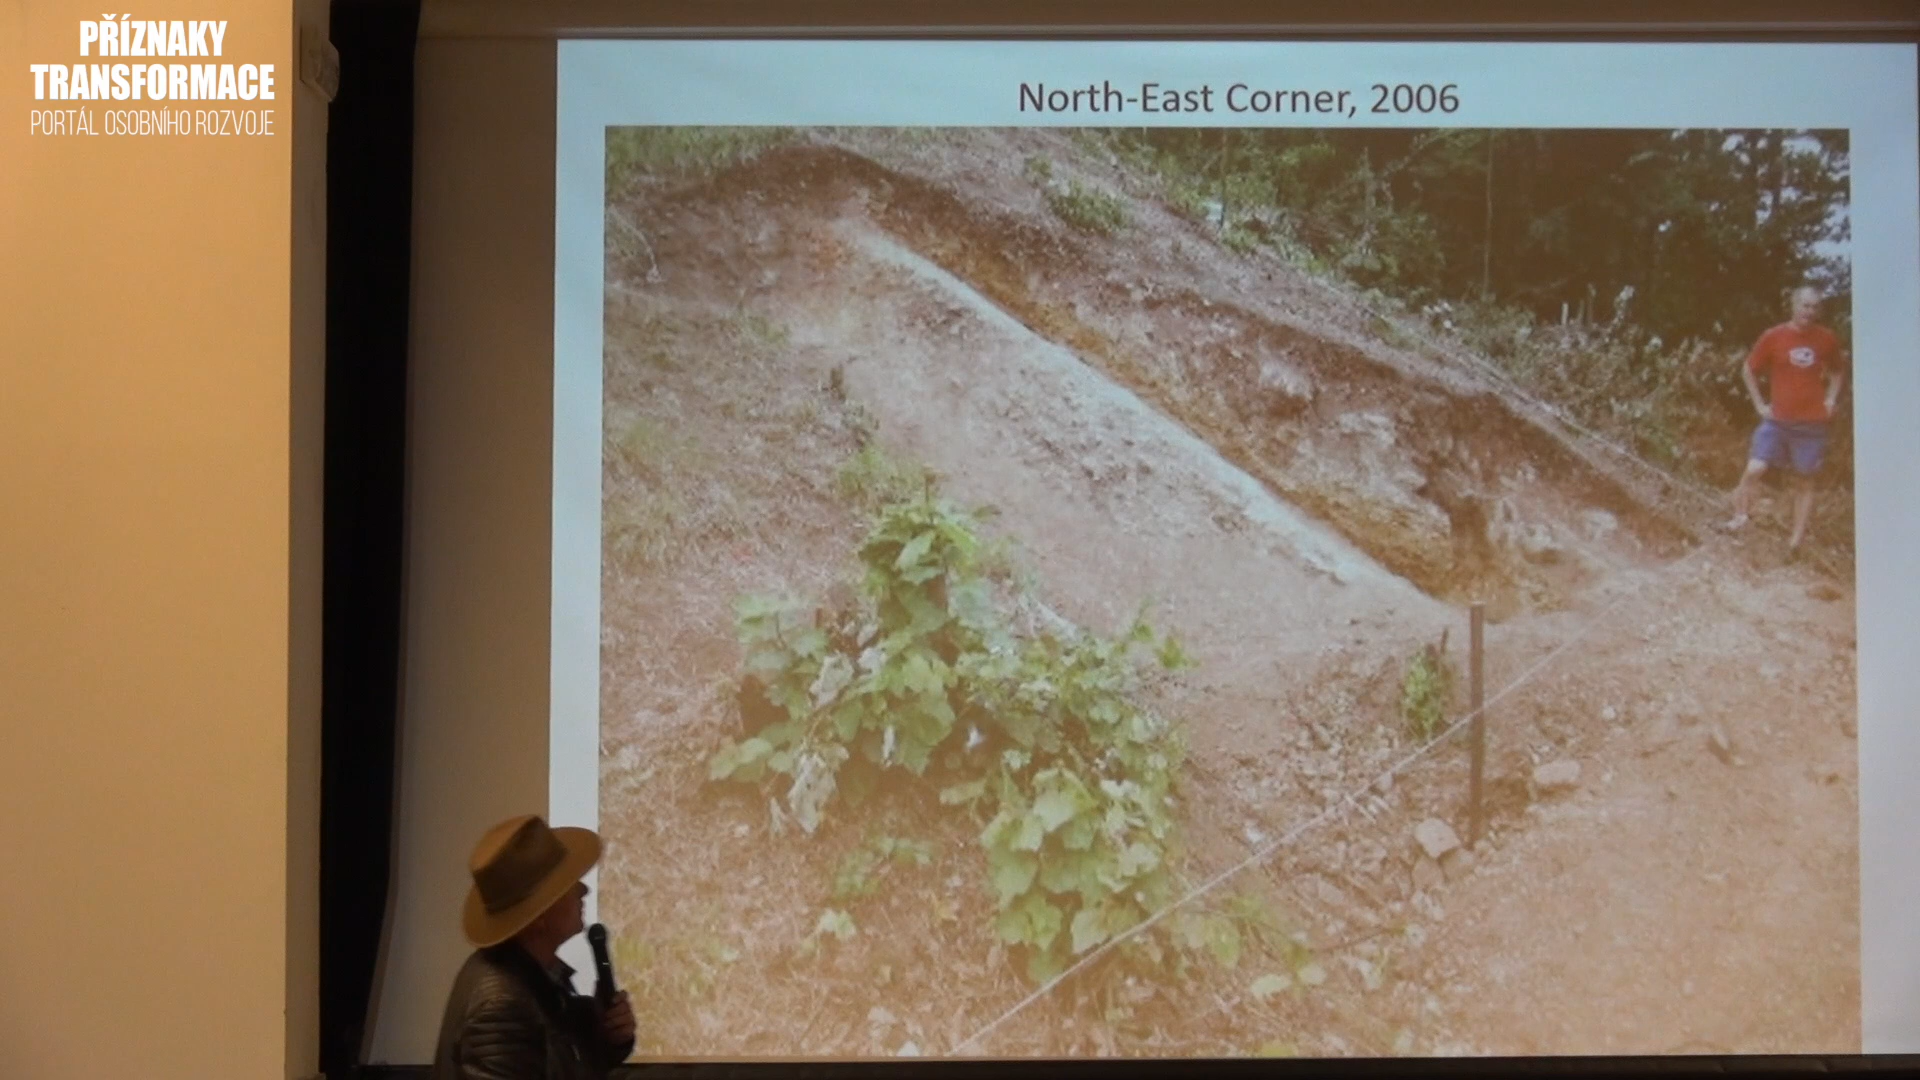 PŘÍZNAKY
TRANSFORMACE
PORTÁL OSOBNÍHO ROZVOJE
North-East Corner, 2006